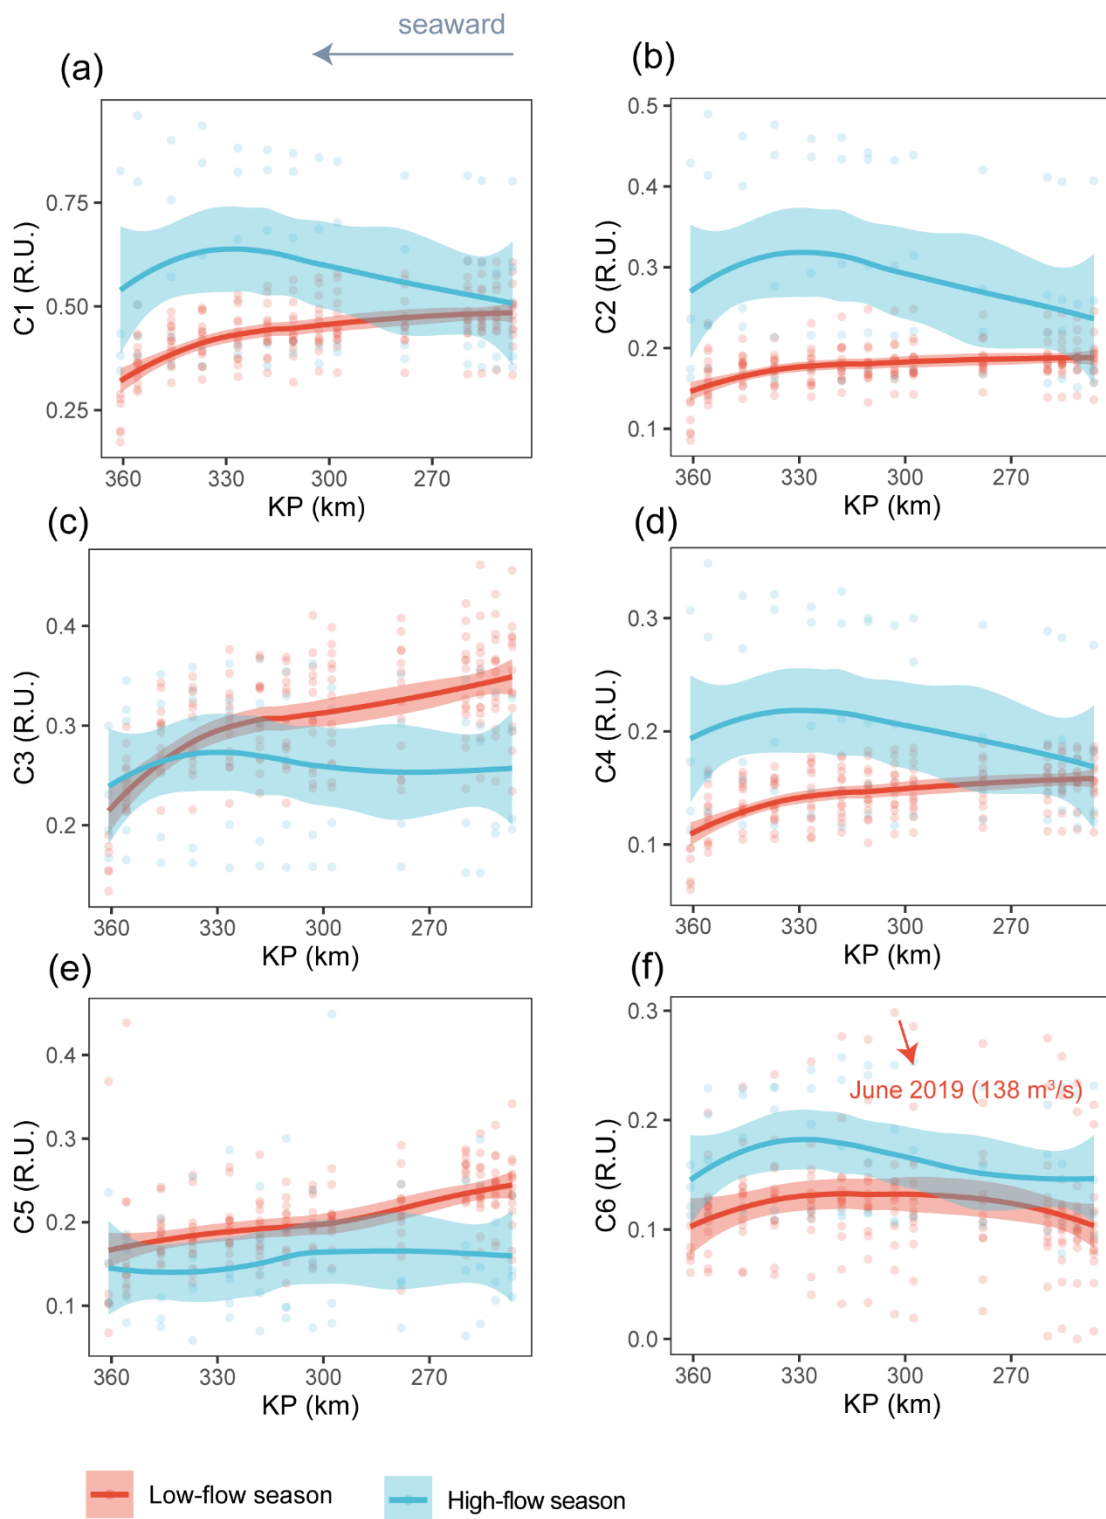 seaward
(a)
(b)
C1 (R.U.)
0.75
0.50
0.25
360 330 300 270
KP (km)
C2 (R.U.)
0.5
0.4
0.3
0.2
0.1
360 330 300 270
KP (km)
(c)
(d)
C3 (R.U.)
0.4
0.3
0.2
360 330 300 270
KP (km)
C4 (R.U.)
0.3
0.2
0.1
360 330 300 270
KP (km)
(e)
(f)
C5 (R.U.)
0.4
0.3
0.2
0.1
360 330 300 270
KP (km)
C6 (R.U.)
0.3
0.2
0.1
0.0
June 2019 (138 m³/s)
360 330 300 270
KP (km)
Low-flow season
High-flow season